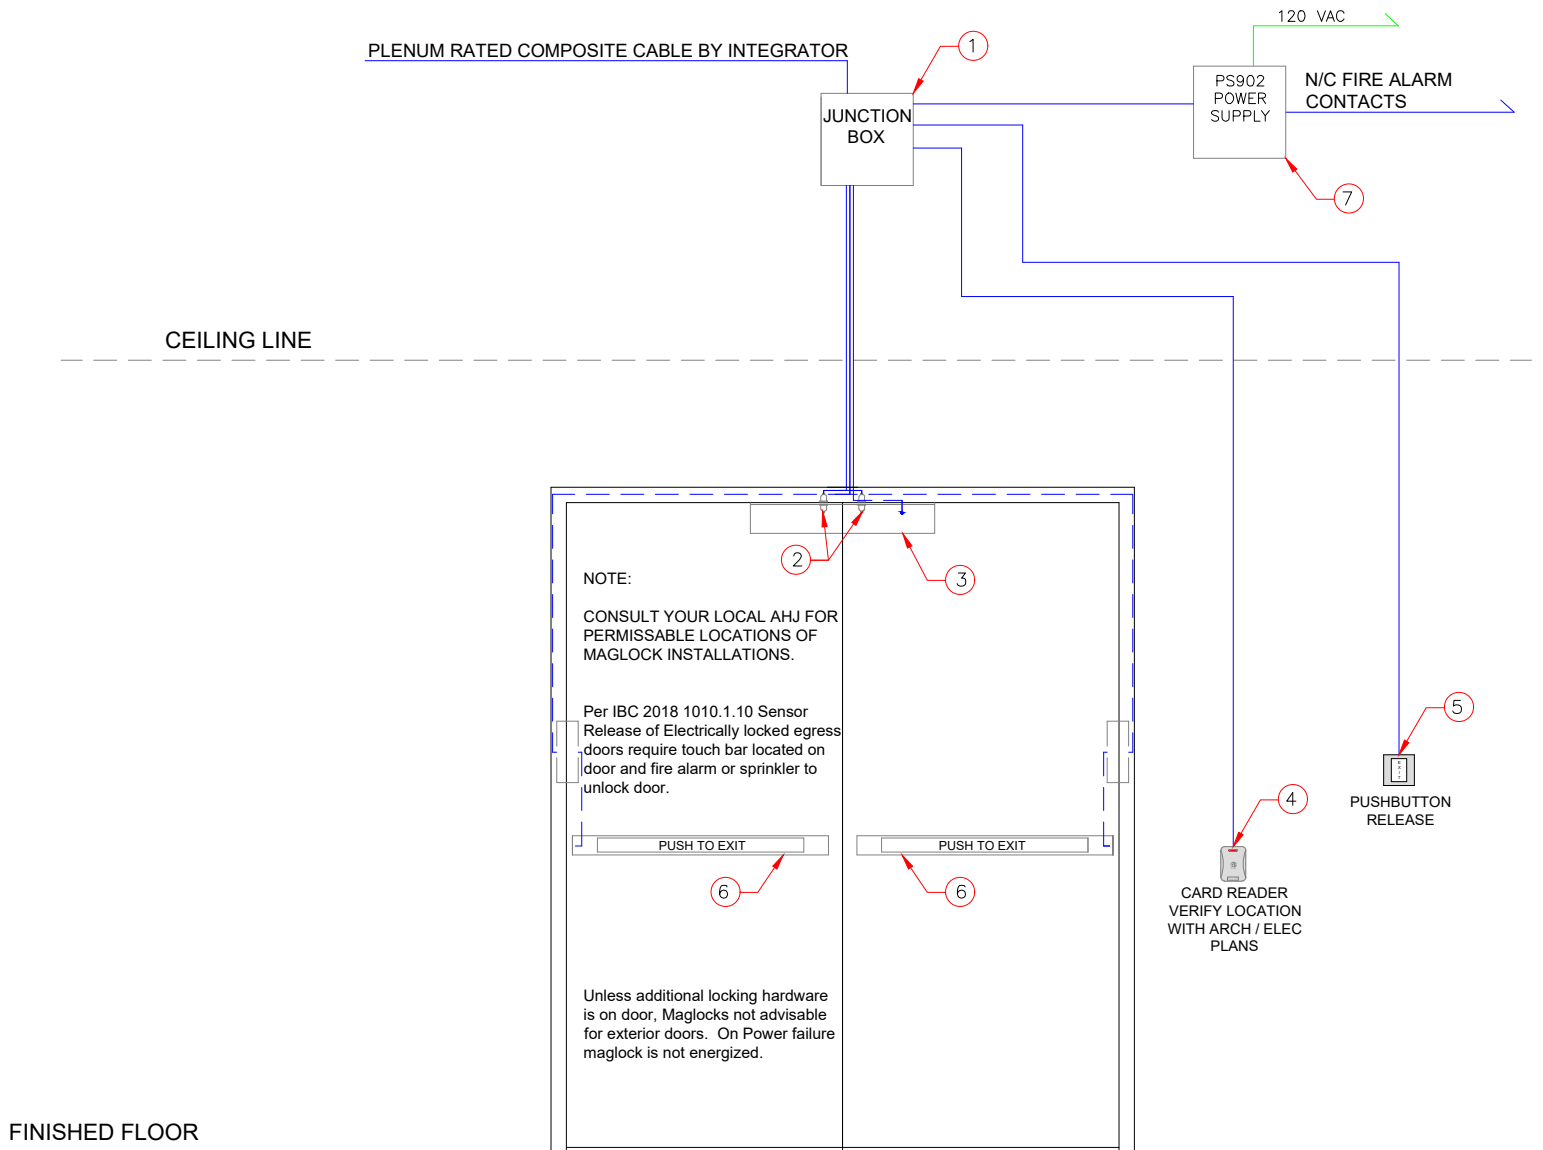 120 VAC
PLENUM RATED COMPOSITE CABLE BY INTEGRATOR
1
JUNCTION
BOX
PS902
POWER
SUPPLY
N/C FIRE ALARM
CONTACTS
7
CEILING LINE
2
3
NOTE:
CONSULT YOUR LOCAL AHJ FOR
PERMISSABLE LOCATIONS OF
MAGLOCK INSTALLATIONS.
Per IBC 2018 1010.1.10 Sensor
Release of Electrically locked egress
doors require touch bar located on
door and fire alarm or sprinkler to
unlock door.
5
EXIT
PUSHBUTTON
RELEASE
4
PUSH TO EXIT
PUSH TO EXIT
6
6
CARD READER
VERIFY LOCATION
WITH ARCH / ELEC
PLANS
Unless additional locking hardware
is on door, Maglocks not advisable
for exterior doors.  On Power failure
maglock is not energized.
FINISHED FLOOR